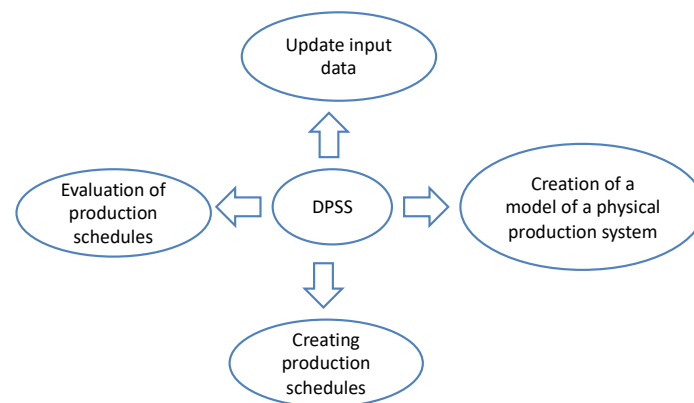 Update input
data
Evaluation of
production
schedules
DPSS
Creation of a
model of a physical
production system
Creating
production
schedules